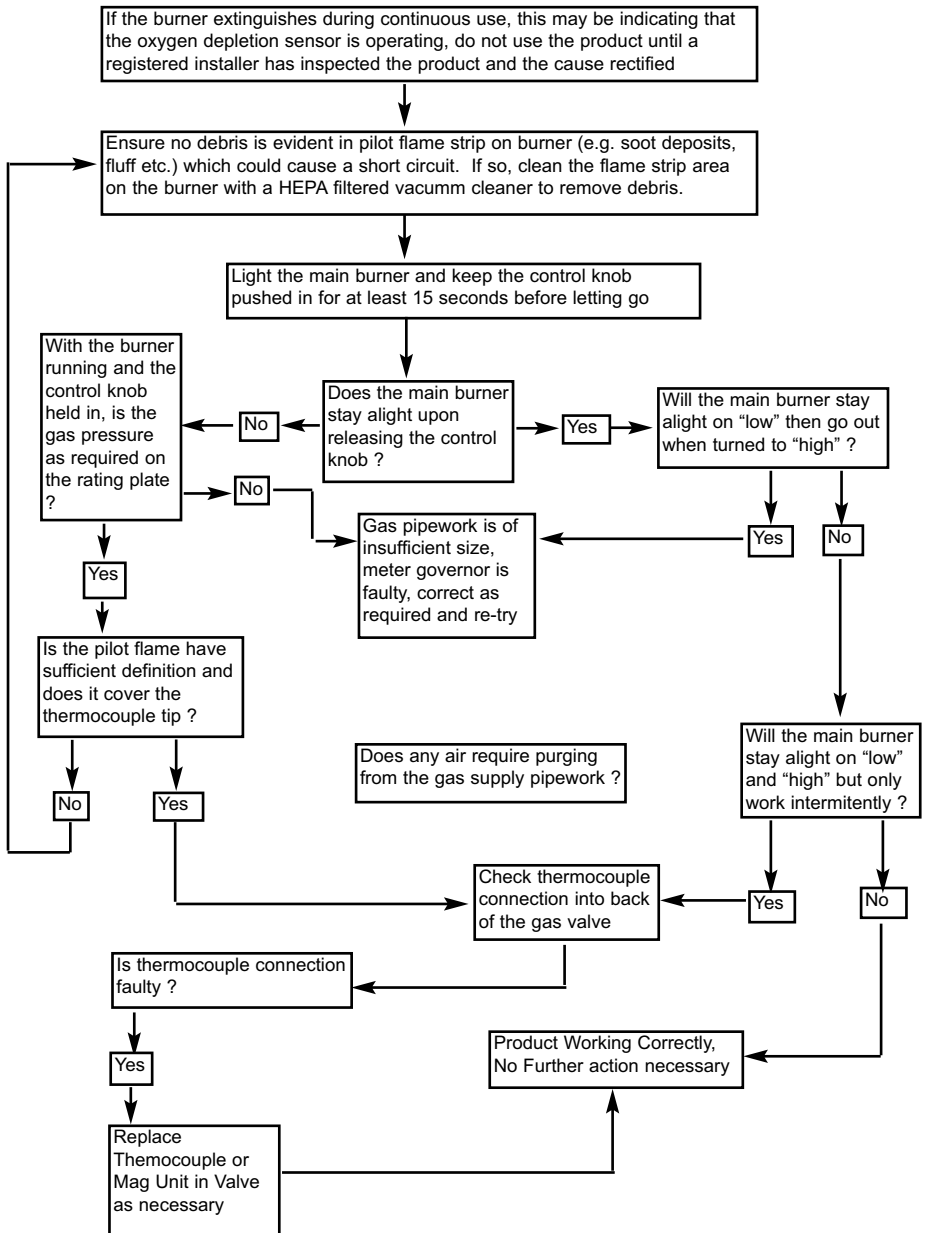 If the burner extinguishes during continuous use, this may be indicating that
the oxygen depletion sensor is operating, do not use the product until a
registered installer has inspected the product and the cause rectified
Ensure no debris is evident in pilot flame strip on burner (e.g. soot deposits,
fluff etc.) which could cause a short circuit.  If so, clean the flame strip area
on the burner with a HEPA filtered vacumm cleaner to remove debris.
Light the main burner and keep the control knob
pushed in for at least 15 seconds before letting go
With the burner
running and the
control knob
held in, is the
gas pressure
as required on
the rating plate
?
No
Does the main burner
stay alight upon
releasing the control
knob ?
Yes
Will the main burner stay
alight on “low” then go out
when turned to “high” ?
No
Gas pipework is of
insufficient size,
meter governor is
faulty, correct as
required and re-try
Yes
No
Yes
Is the pilot flame have
sufficient definition and
does it cover the
thermocouple tip ?
Does any air require purging
from the gas supply pipework ?
Will the main burner
stay alight on “low”
and “high” but only
work intermitently ?
No
Yes
Check thermocouple
connection into back
of the gas valve
Yes
No
Is thermocouple connection
faulty ?
Yes
Product Working Correctly,
No Further action necessary
Replace
Themocouple or
Mag Unit in Valve
as necessary